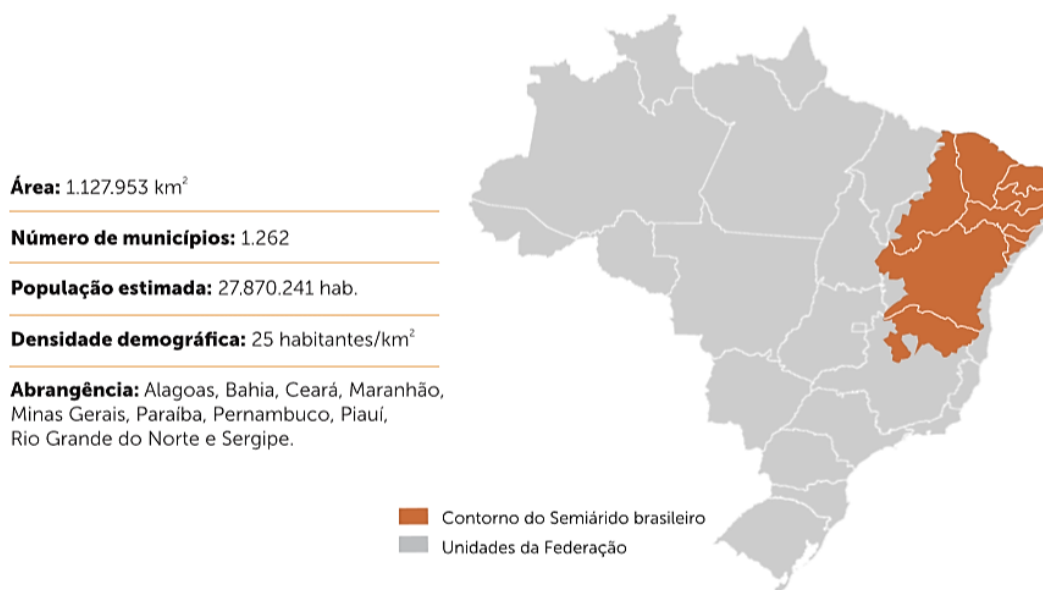 Área: 1.127.953 km²
Número de municípios: 1.262
População estimada: 27.870.241 hab.
Densidade demográfica: 25 habitantes/km²
Abrangência: Alagoas, Bahia, Ceará, Maranhão,
Minas Gerais, Paraíba, Pernambuco, Piauí,
Rio Grande do Norte e Sergipe.
Contorno do Semiárido brasileiro
Unidades da Federação